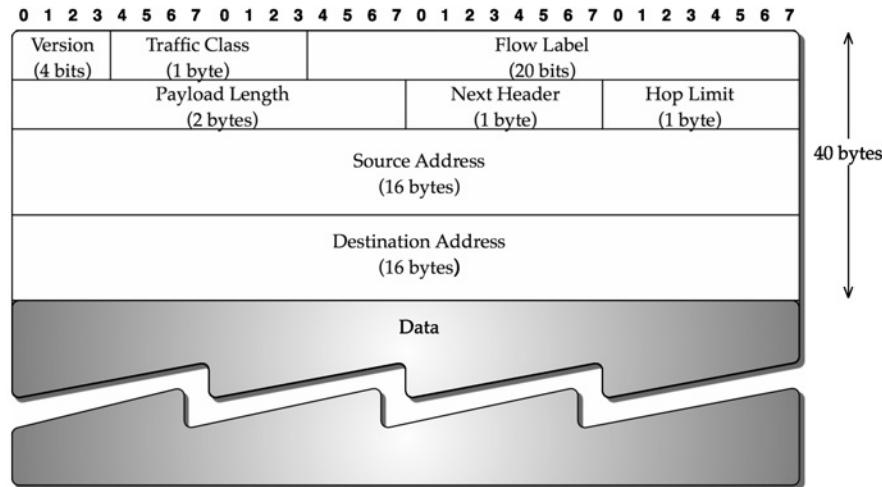 0 1 2 3 4 5 6 7 0 1 2 3 4 5 6 7 0 1 2 3 4 5 6 7 0 1 2 3 4 5 6 7
Version Traffic Class Flow Label
(4 bits) (1 byte) (20 bits)
Payload Length Next Header Hop Limit
(2 bytes) (1 byte) (1 byte)
40 bytes
Source Address
(16 bytes)
Destination Address
(16 bytes)
Data